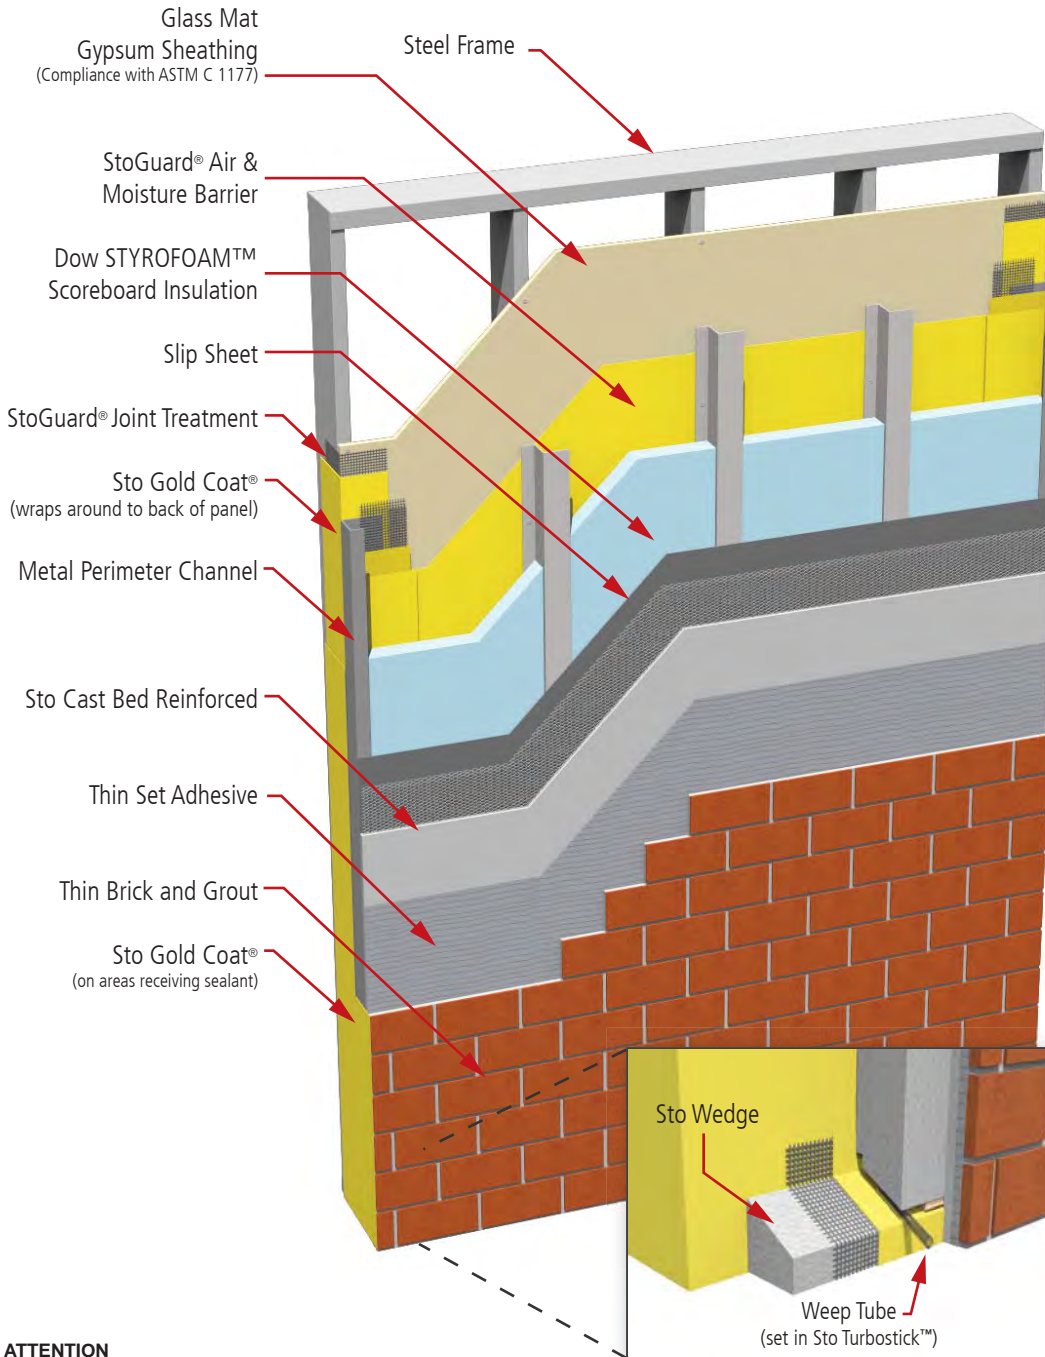 Glass Mat
Gypsum Sheathing
(Compliance with ASTM C 1177)
Steel Frame
StoGuard® Air &
Moisture Barrier
Dow STYROFOAM™
Scoreboard Insulation
Slip Sheet
StoGuard® Joint Treatment
Sto Gold Coat®
(wraps around to back of panel)
Metal Perimeter Channel
Sto Cast Bed Reinforced
Thin Set Adhesive
Thin Brick and Grout
Sto Gold Coat®
(on areas receiving sealant)
Sto Wedge
Weep Tube
(set in Sto Turbostick™)
ATTENTION